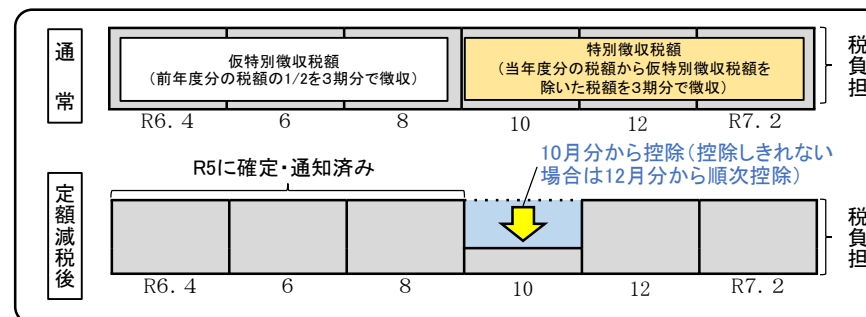 通常
仮特別徴収税額
(前年度分の税額の1/2を3期分で徴収)
特別徴収税額
(当年度分の税額から仮特別徴収税額を
除いた税額を3期分で徴収)
税負担
R6.4 6 8 10 12 R7.2
R5に確定・通知済み
10月分から控除(控除しきれない
場合は12月分から順次控除)
定額減税後
税負担
R6.4 6 8 10 12 R7.2